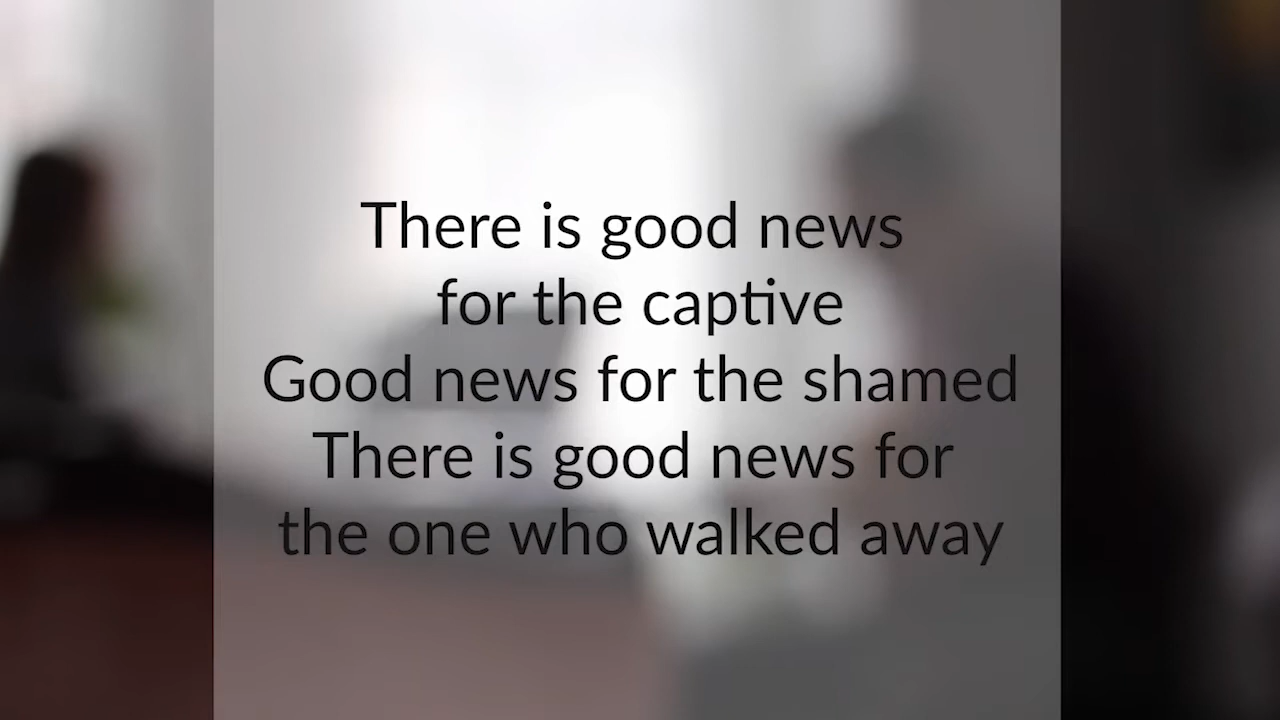 There is good news
for the captive
Good news for the shamed
There is good news for
the one who walked away